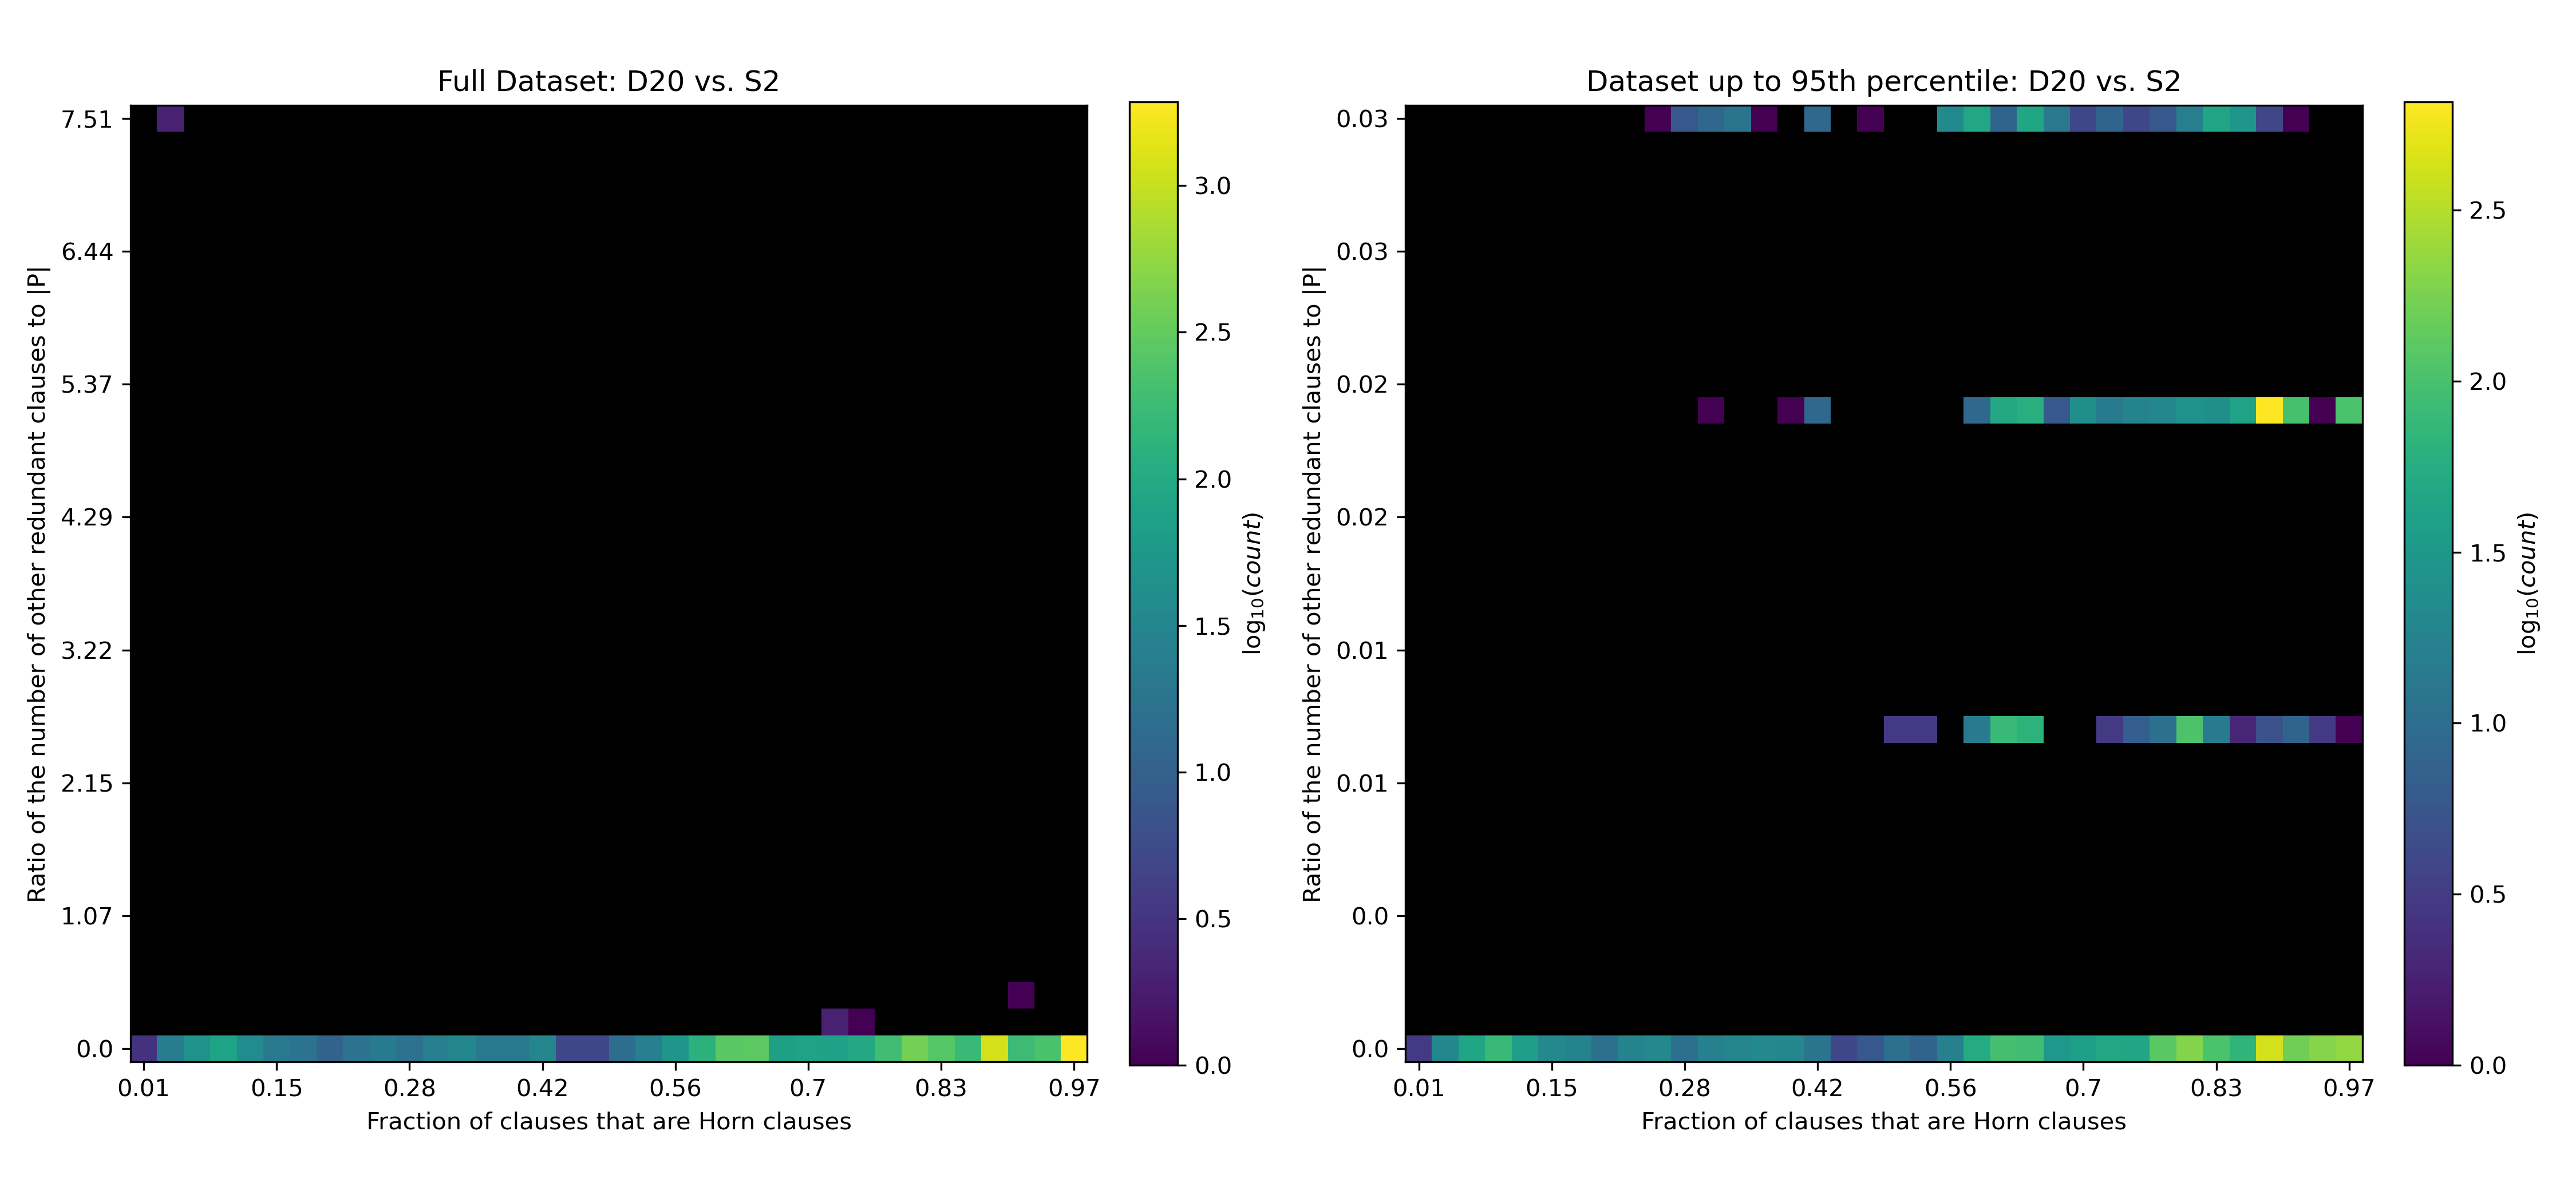 Full Dataset: D20 vs. S2
7.51
6.44
5.37
4.29
3.22
2.15
1.07
0.0
Ratio of the number of other redundant clauses to |P|
0.01 0.15 0.28 0.42 0.56 0.7 0.83 0.97
Fraction of clauses that are Horn clauses
3.0
2.5
2.0
1.5
1.0
0.5
0.0
log10(count)
Dataset up to 95th percentile: D20 vs. S2
0.03
0.03
0.02
0.02
0.01
0.01
0.0
0.0
Ratio of the number of other redundant clauses to |P|
0.01 0.15 0.28 0.42 0.56 0.7 0.83 0.97
Fraction of clauses that are Horn clauses
2.5
2.0
1.5
1.0
0.5
0.0
log10(count)